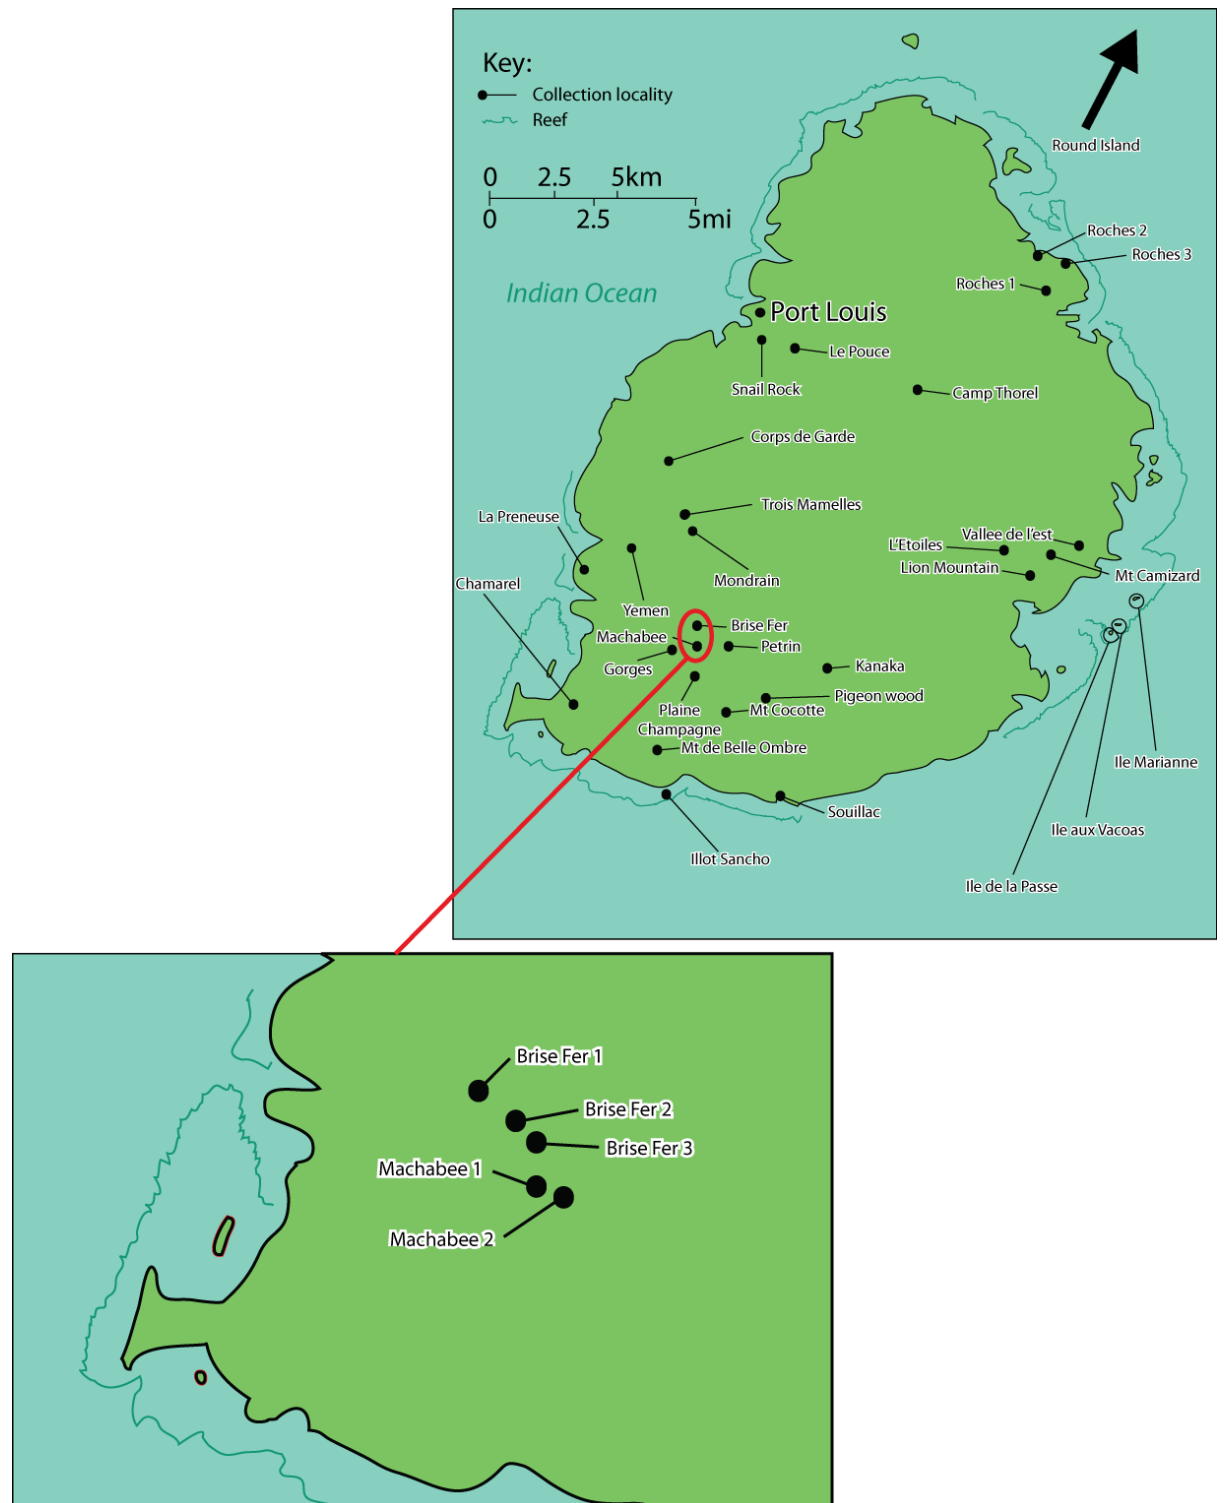 Key:
Collection locality
Reef
0 2.5 5km
0 2.5 5mi
Round Island
Indian Ocean
Roches 2
Roches 3
Roches 1
Port Louis
Le Pouce
Snail Rock
Camp Thorel
Corps de Garde
Trois Mamelles
La Preneuse
Vallee de l'est
L'Etoiles
Lion Mountain
Mt Camizard
Mondrain
Chamarel
Yemen
Brise Fer
Machabee
Petrin
Gorges
Kanaka
Pigeon wood
Plaine
Champagne
Mt Cocotte
Mt de Belle Ombre
Ile Marianne
Souillac
Ile aux Vacoas
Illot Sancho
Ile de la Passe
Brise Fer 1
Brise Fer 2
Brise Fer 3
Machabee 1
Machabee 2